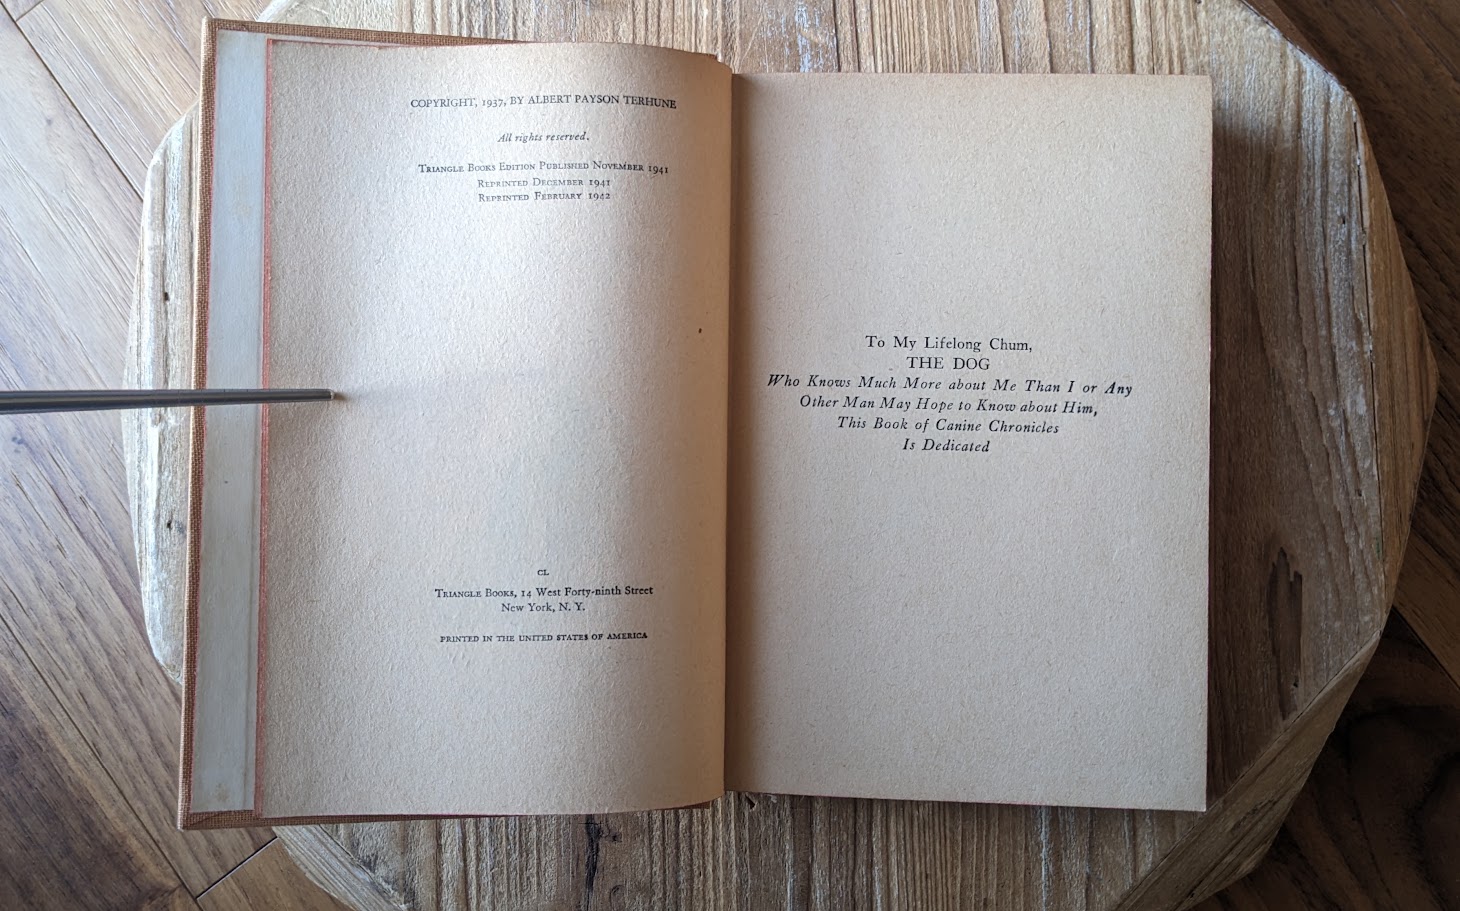 COPYRIGHT, 1937, BY ALBERT PAYSON TERHUNE
All rights reserved.
TRIANGLE BOOKS EDITION PUBLISHED NOVEMBER 1941
REPRINTED DECEMBER 1941
REPRINTED FEBRUARY 1942
CL
TRIANGLE BOOKS, 14 West Forty-ninth Street
New York, N. Y.
PRINTED IN THE UNITED STATES OF AMERICA
To My Lifelong Chum,
THE DOG
Who Knows Much More about Me Than I or Any
Other Man May Hope to Know about Him,
This Book of Canine Chronicles
Is Dedicated